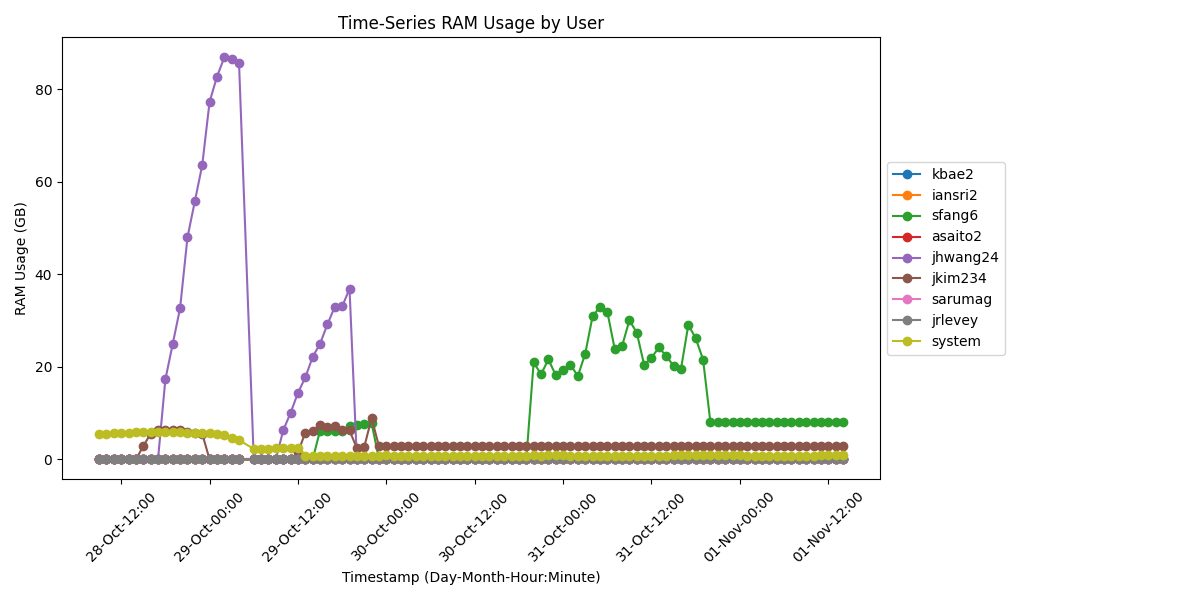 Time-Series RAM Usage by User
RAM Usage (GB)
80
60
40
20
0
28-Oct-12:00
29-Oct-00:00
29-Oct-12:00
30-Oct-00:00
30-Oct-12:00
31-Oct-00:00
31-Oct-12:00
01-Nov-00:00
01-Nov-12:00
Timestamp (Day-Month-Hour:Minute)
kbae2
iansri2
sfang6
asaito2
jhwang24
jkim234
sarumag
jrlevey
system